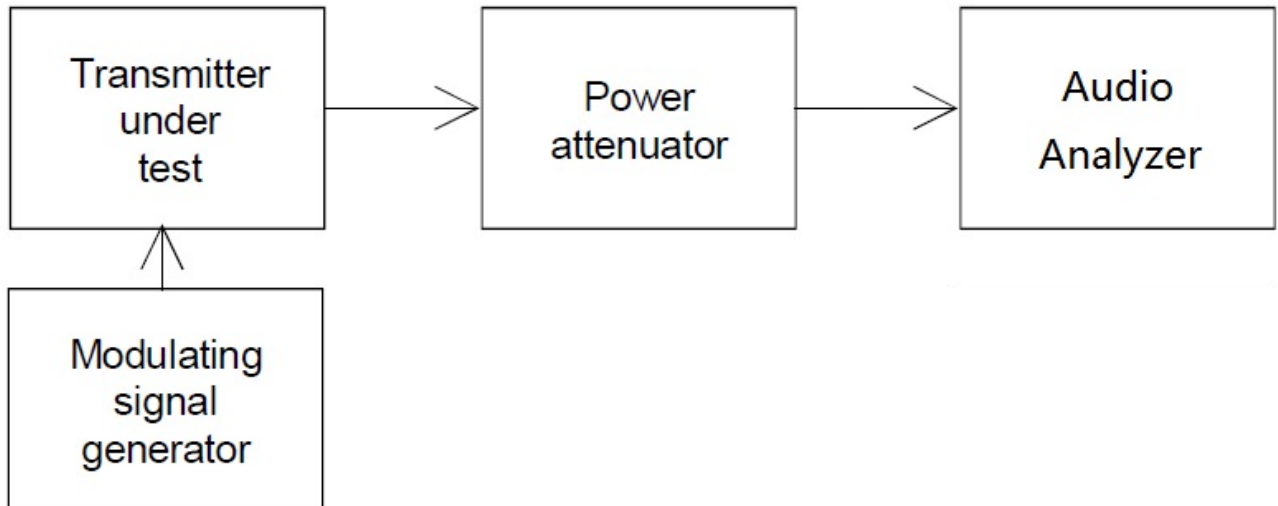 Transmitter
under
test
Power
attenuator
Audio
Analyzer
Modulating
signal
generator